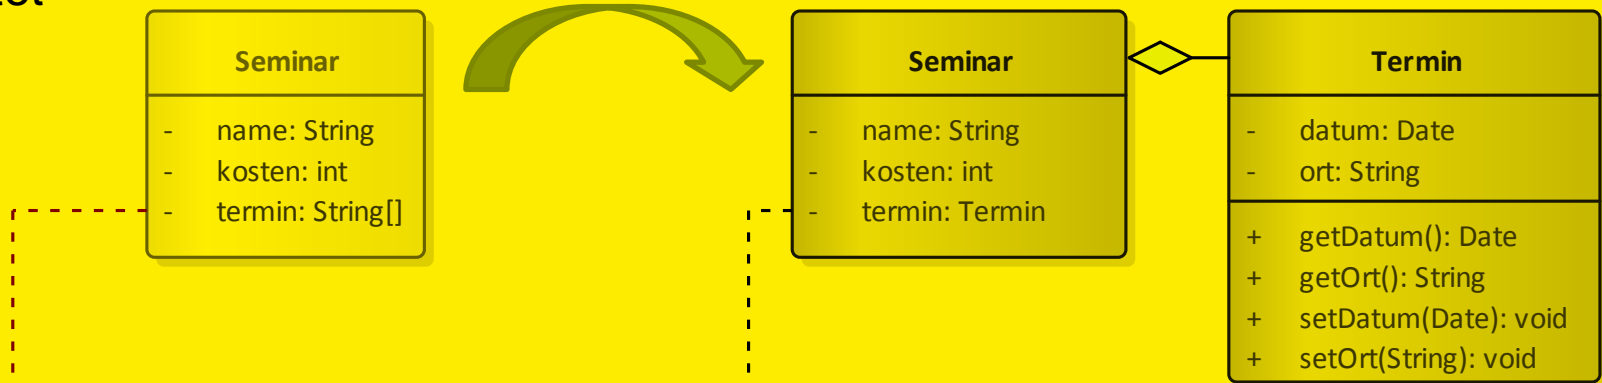 Seminar
- name: String
- kosten: int
- termin: String[]
Seminar
- name: String
- kosten: int
- termin: Termin
Termin
- datum: Date
- ort: String
+ getDatum(): Date
+ getOrt(): String
+ setDatum(Date): void
+ setOrt(String): void